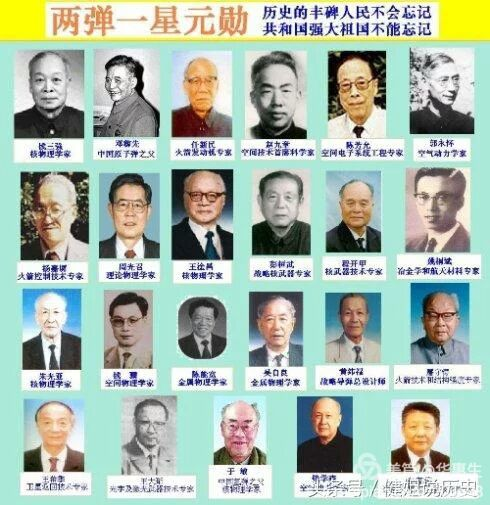 两弹一星元勋
历史的丰碑人民不会忘记
共和国强大祖国不能忘记
钱三强
核物理学家
邓稼先
中国原子弹之父
任新民
火箭发动机专家
赵九章
空间技术首席科学家
陈芳允
空间电子系统工程专家
郭永怀
空气动力学家
杨嘉墀
火箭控制技术专家
周光召
理论物理学家
王淦昌
核物理学家
彭桓武
战略核武器专家
程开甲
核武器技术专家
姚桐斌
冶金学和航天材料专家
朱光亚
核物理学家
钱骥
空间物理学家
陈能宽
金属物理学家
吴自良
金属物理学家
黄纬禄
战略导弹总设计师
屠守锷
火箭技术和结构强度专家
王希季
卫星返回技术专家
王大珩
光学及激光武器技术专家
于敏
中国氢弹之父
核物理学家
钱学森
头条号/健源说历史